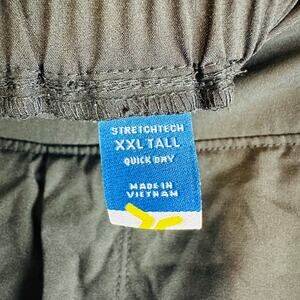 STRETCHTECH
XXL TALL
QUICK DRY
MADE IN
VIETNAM